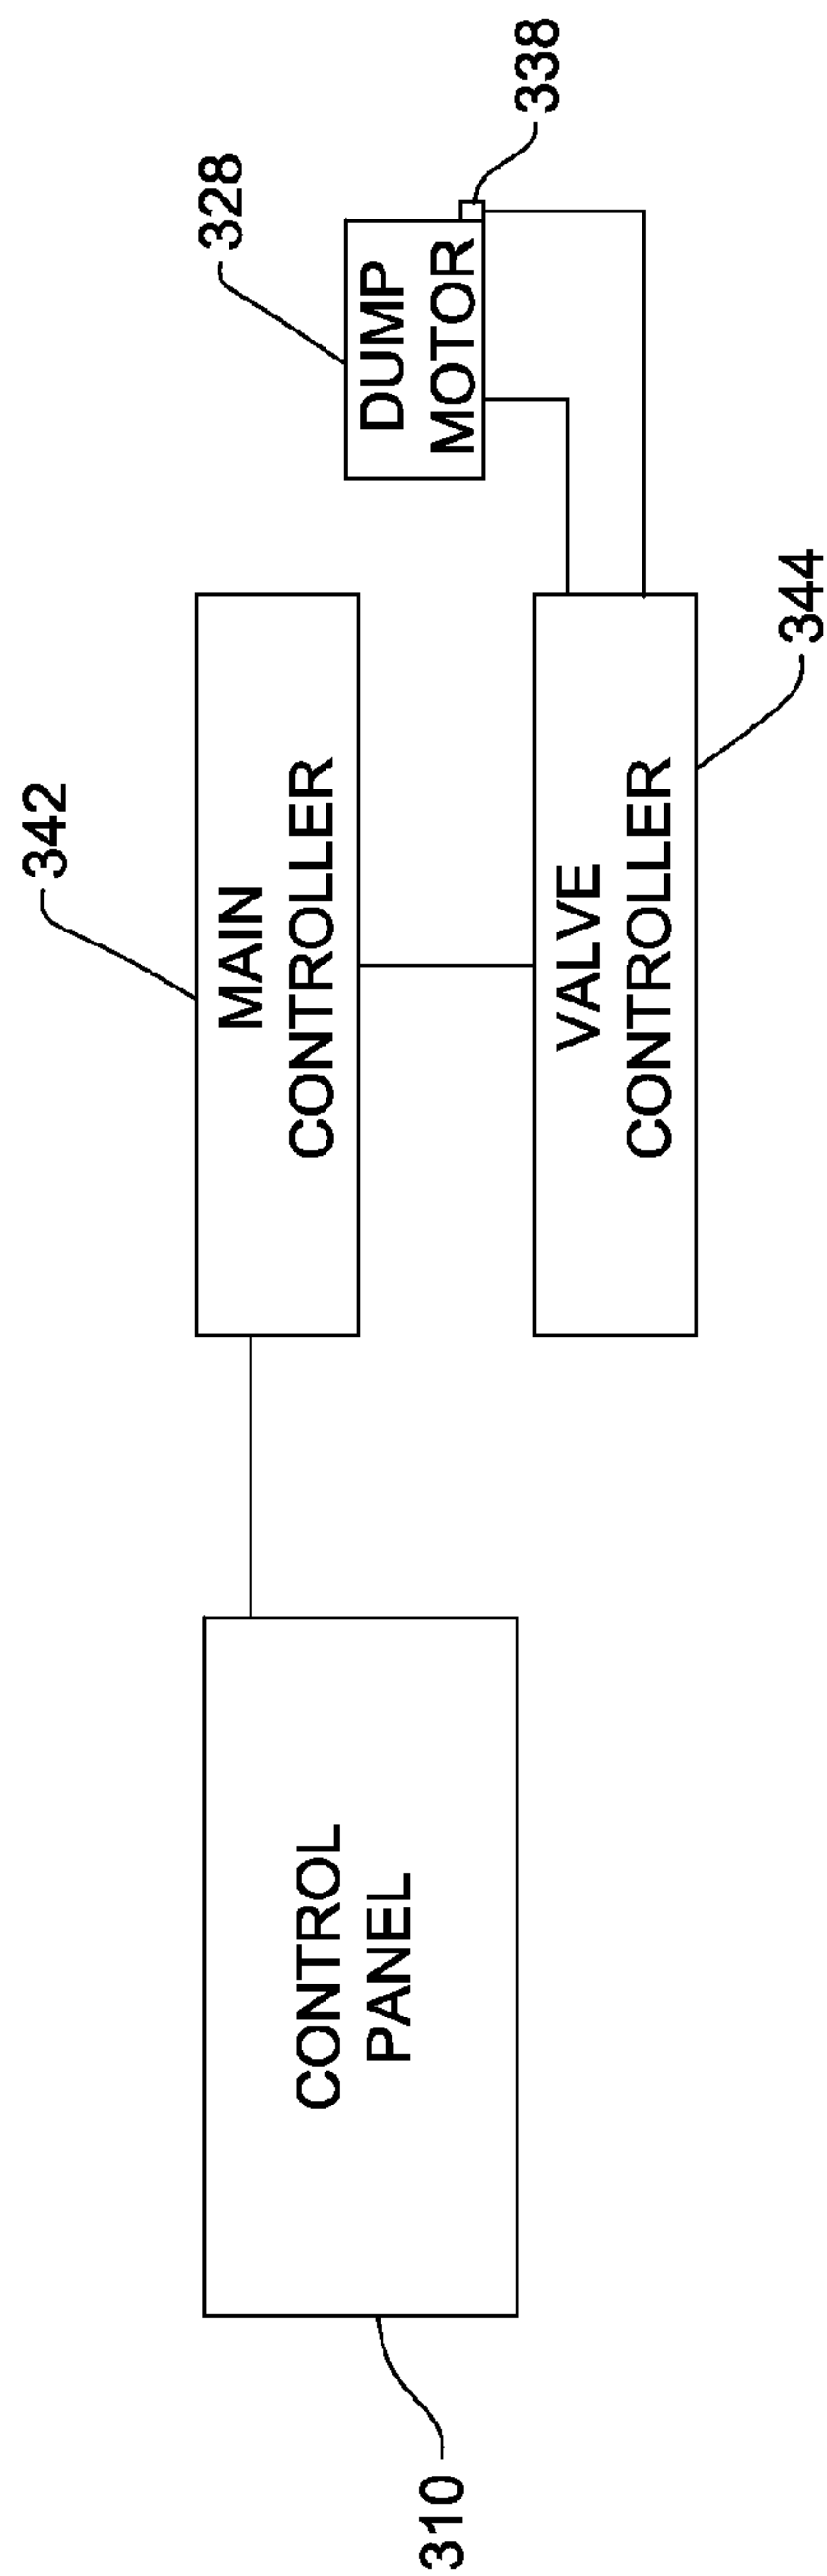 342
328
338
MAIN
CONTROLLER
DUMP
MOTOR
CONTROL
PANEL
VALVE
CONTROLLER
310
344